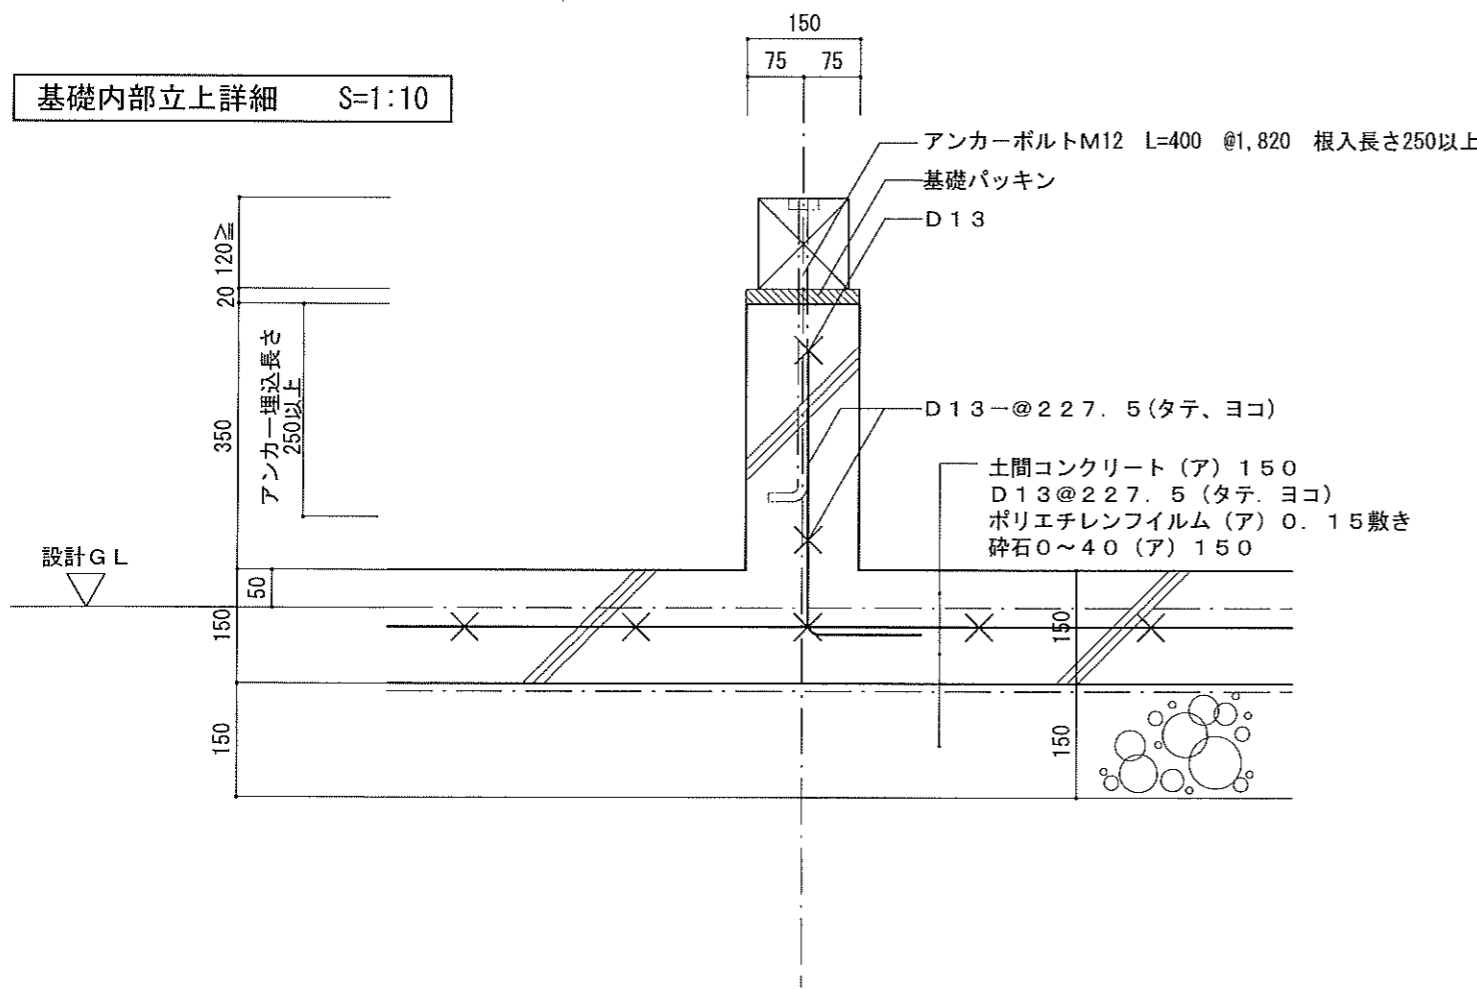 150
75 75
基礎内部立上詳細 S=1:10
アンカーボルトM12 L=400 @1,820 根入長さ250以上
基礎パッキン
D13
120≧
20
アンカー埋込長さ
250以上
350
D13-@227.5(タテ、ヨコ)
土間コンクリート(ア)150
D13@227.5(タテ.ヨコ)
ポリエチレンフイルム(ア)0.15敷き
砕石0~40(ア)150
設計GL
50
150
150
150
150